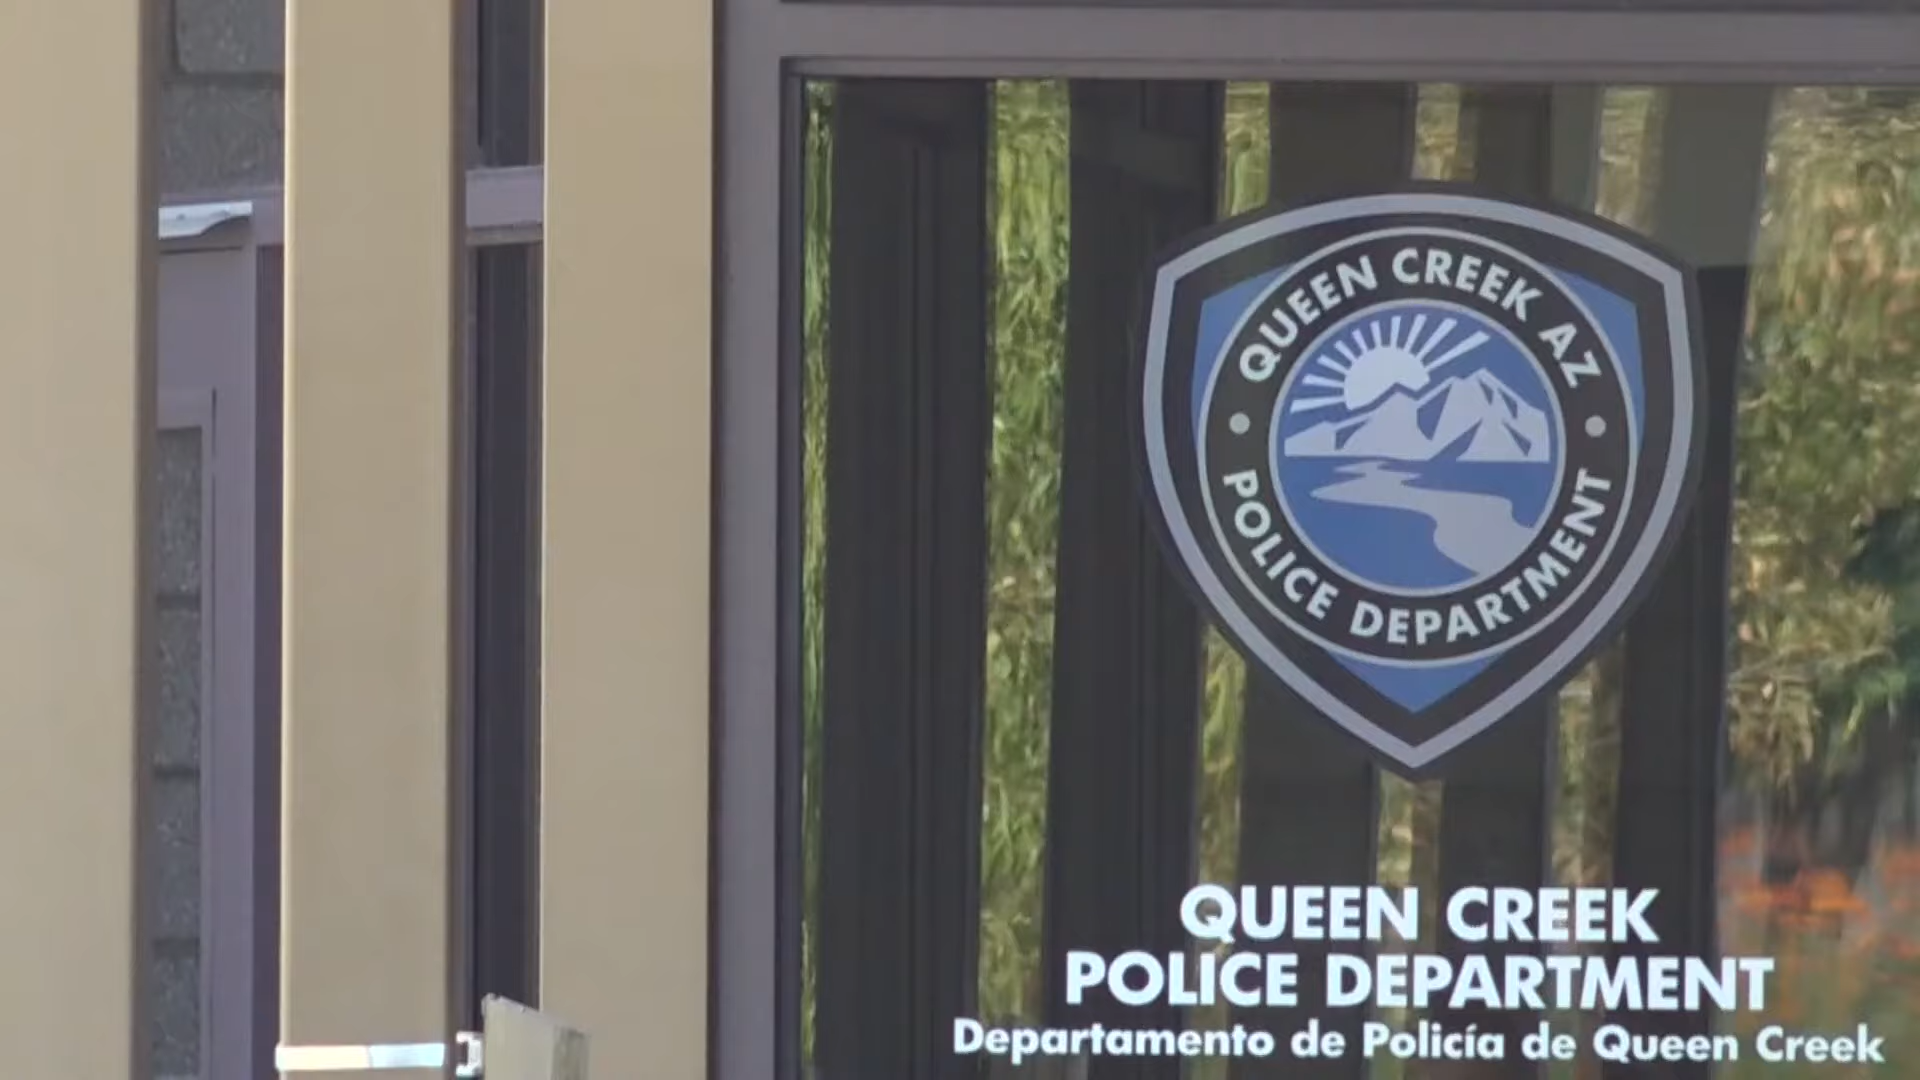 QUEEN CREEK AZ
POLICE DEPARTMENT
QUEEN CREEK
POLICE DEPARTMENT
Departamento de Policía de Queen Creek